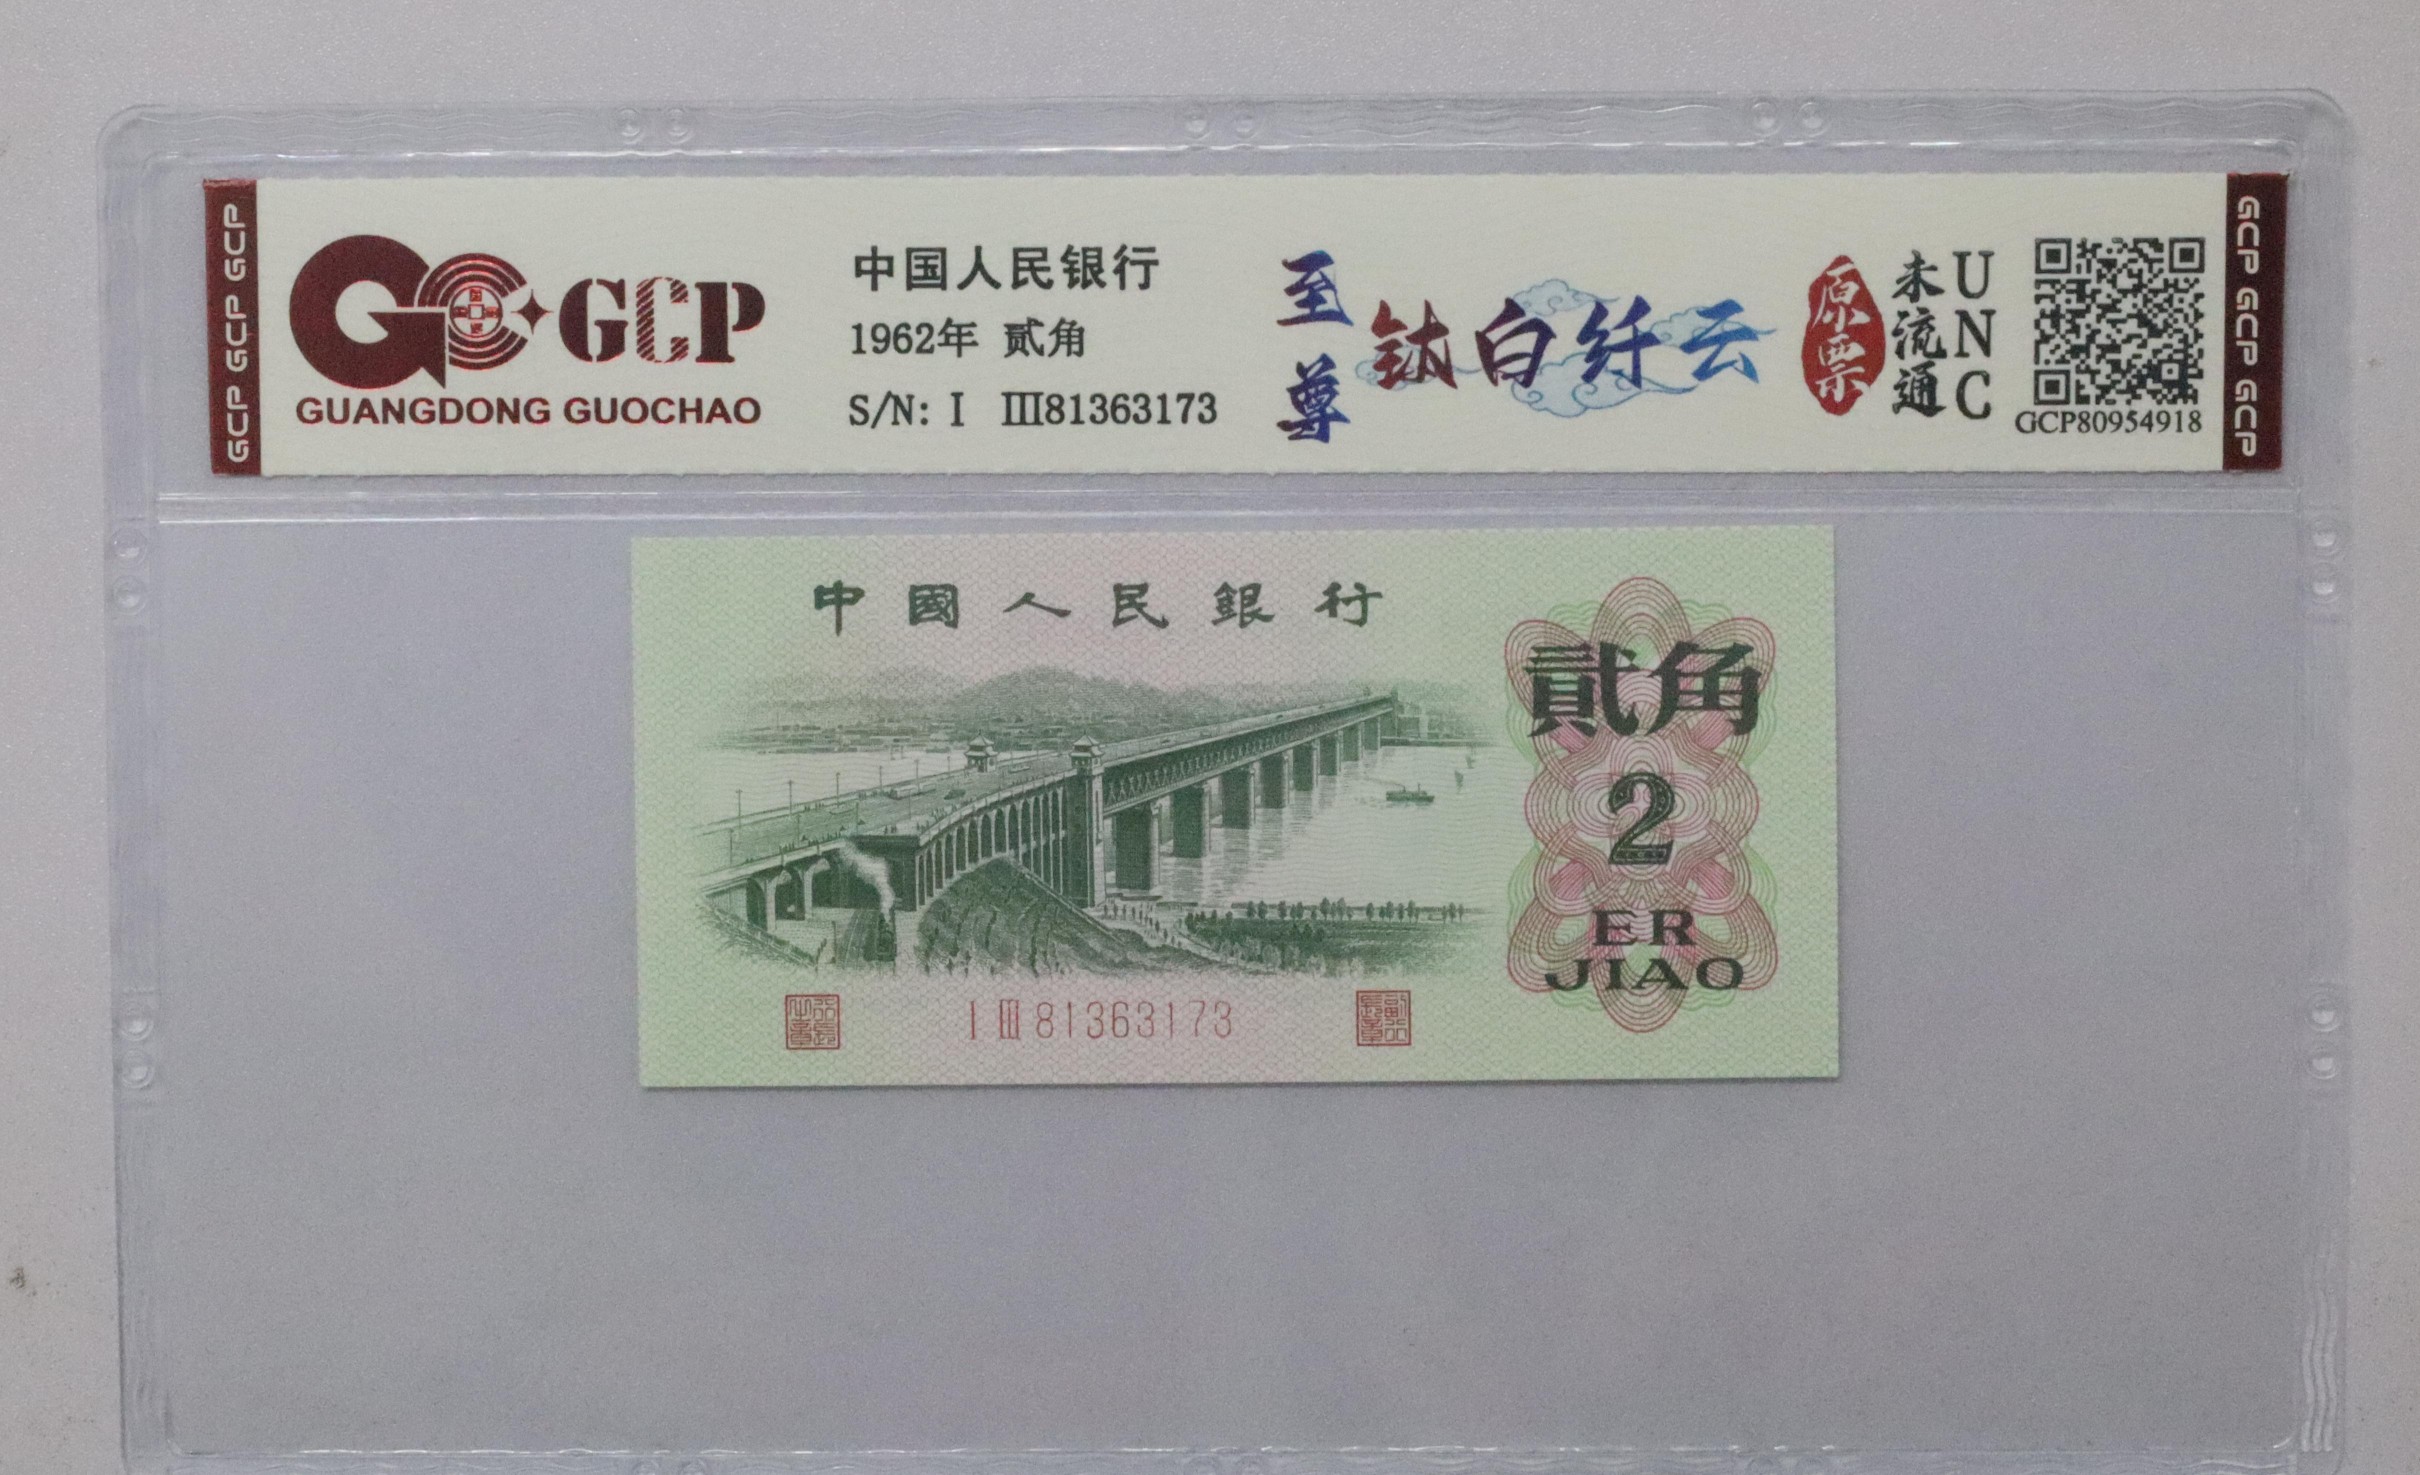 GCP GCP GCP
GCP
GUANGDONG GUOCHAO
中国人民银行
1962年 贰角
S/N: I III81363173
至尊
钛白纤云
原票
未流通
UNC
GCP80954918
GCP GCP GCP
中國人民銀行
貳角
2
ER
JIAO
I III 81363173